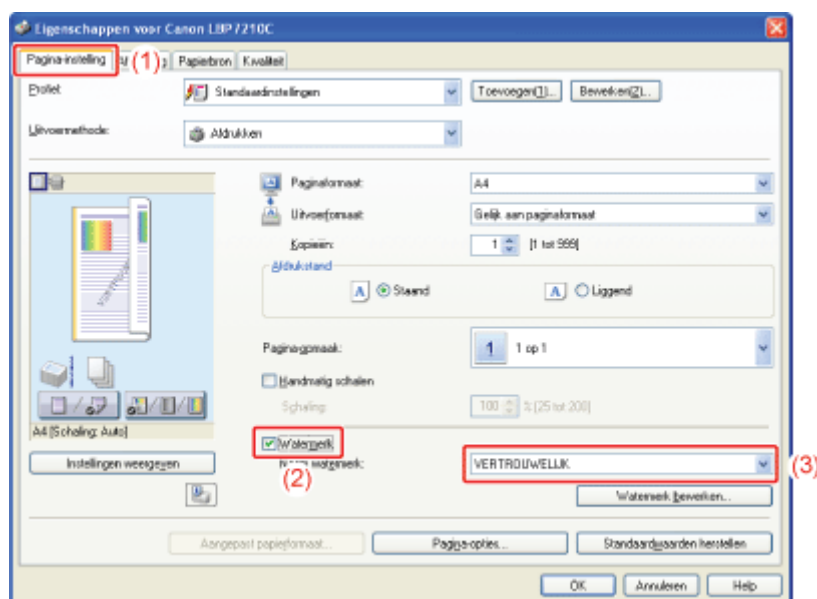 Eigenschappen voor Canon LBP7210C
Pagina-instelling (1) Papierbron Kwaliteit
Profiel: Standaardinstellingen Toevoegen(1)... Bewerken(2)...
Uitvoermethode: Afdrukken
Paginaformaat: A4
Uitvoerformaat: Gelijk aan paginaformaat
Kopieën: 1 [1 tot 999]
Afdrukstand
A Staand A Liggend
Pagina-opmaak: 1 1 op 1
Handmatig schalen
Schaling: 100 % [25 tot 200]
A4 [Schaling: Auto]
Watermerk
(2) watermerk: VERTROUWELIJK (3)
Instellingen weergeven
Watermerk bewerken...
Aangepast papierformaat... Pagina-opties... Standaardwaarden herstellen
OK Annuleren Help